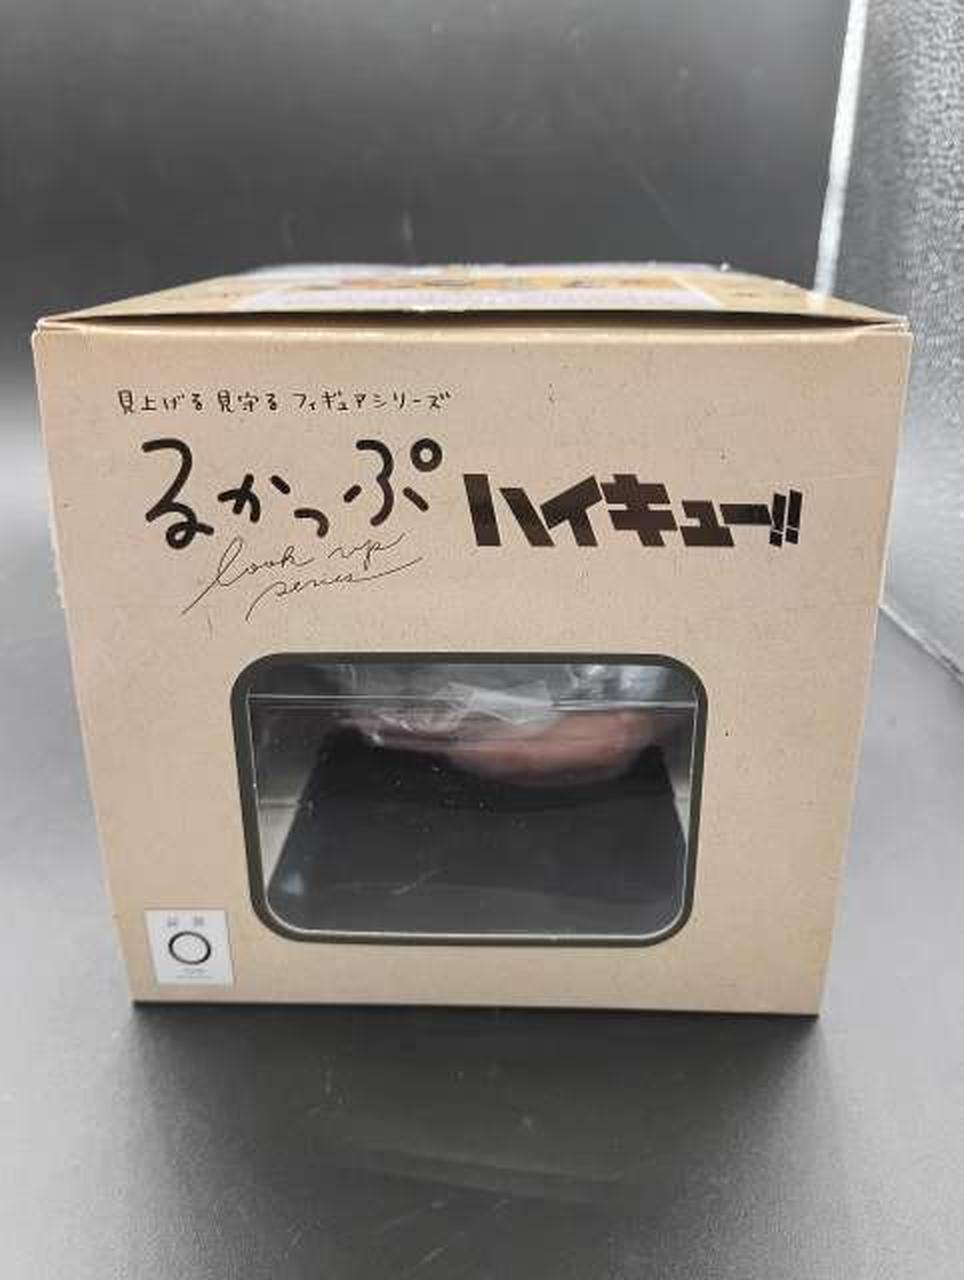 見上げる見守るフィギュアシリーズ
るかっぷ ハイキュー!!
look up
series